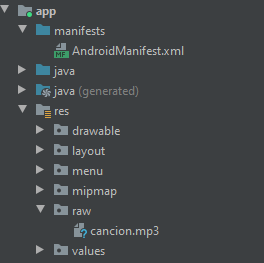 app
manifests
AndroidManifest.xml
java
java (generated)
res
drawable
layout
menu
mipmap
raw
cancion.mp3
values